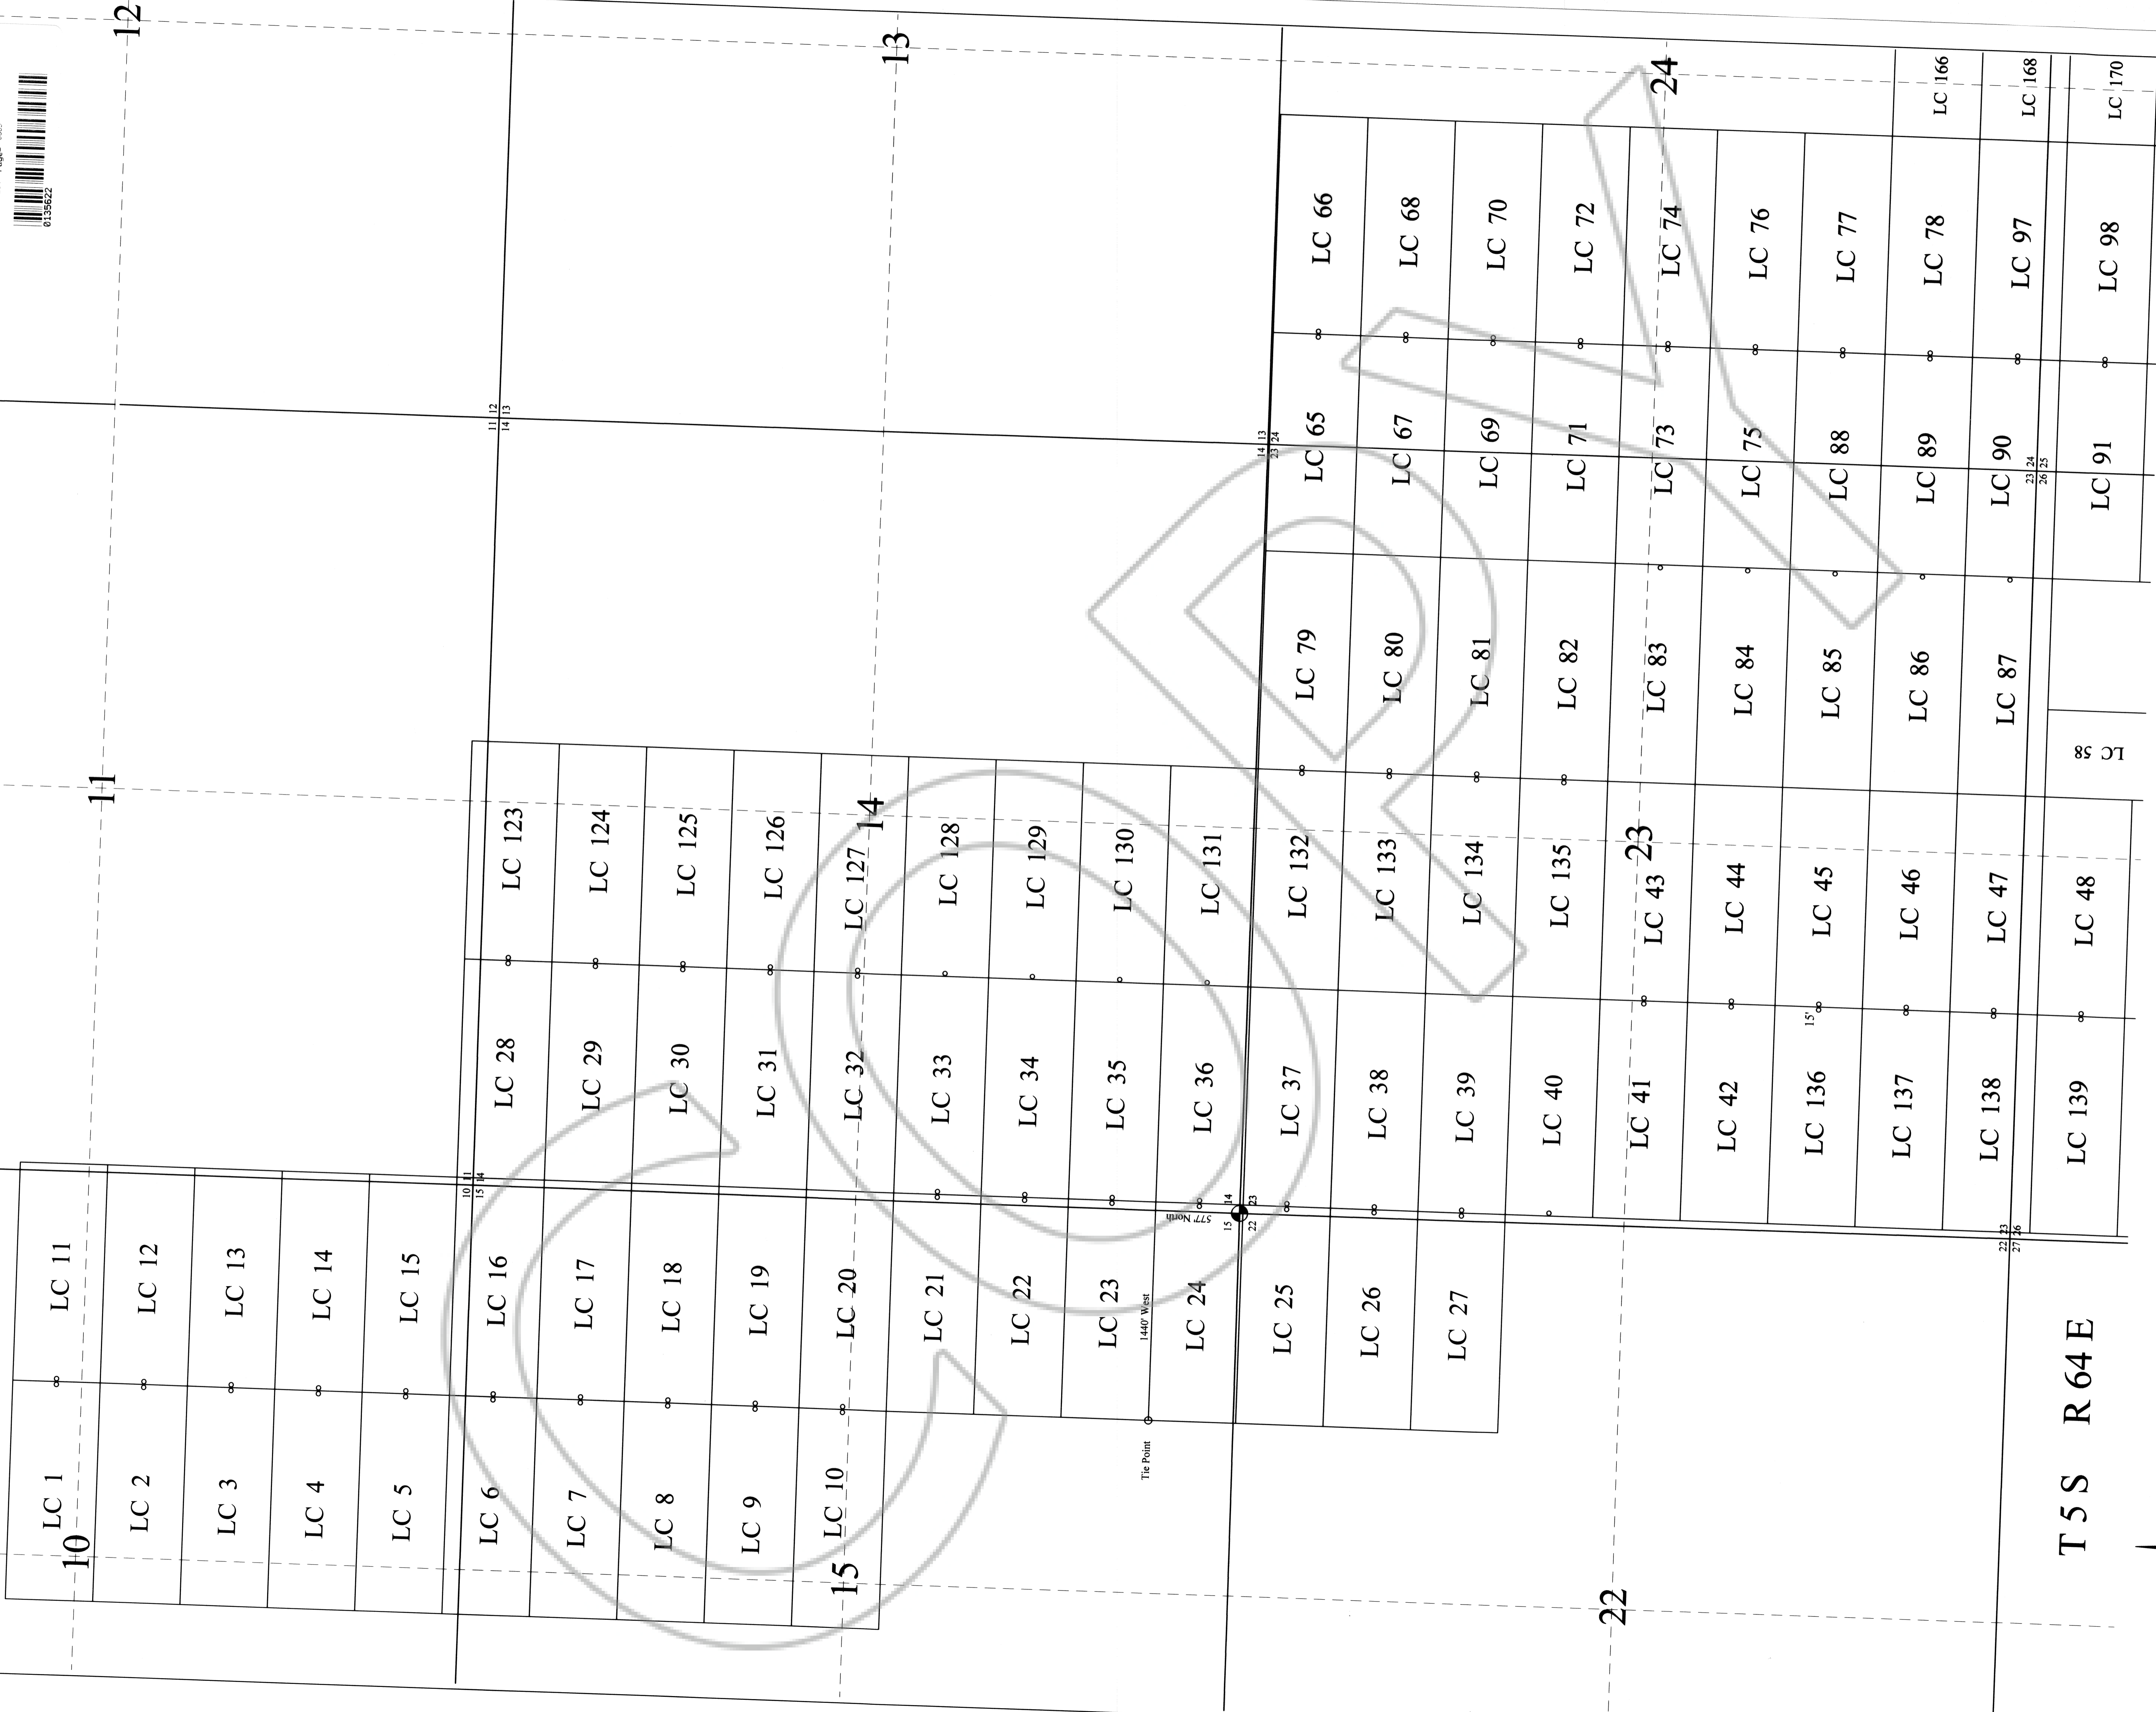 12
13
24
0135622
LC 166
LC 168
LC 170
LC 66
LC 68
LC 70
LC 72
LC 74
LC 76
LC 77
LC 78
LC 97
LC 98
11 12
14 13
14 13
23 24
LC 65
LC 67
LC 69
LC 71
LC 73
LC 75
LC 88
LC 89
LC 90
23 24
26 25
LC 91
LC 79
LC 80
LC 81
LC 82
LC 83
LC 84
LC 85
LC 86
LC 87
LC 58
11
14
23
LC 123
LC 124
LC 125
LC 126
LC 127
LC 128
LC 129
LC 130
LC 131
LC 132
LC 133
LC 134
LC 135
LC 43
LC 44
LC 45
LC 46
LC 47
LC 48
15'
LC 28
LC 29
LC 30
LC 31
LC 32
LC 33
LC 34
LC 35
LC 36
LC 37
LC 38
LC 39
LC 40
LC 41
LC 42
LC 136
LC 137
LC 138
LC 139
10 11
15 14
577' North
15 14
22 23
22 23
27 26
LC 11
LC 12
LC 13
LC 14
LC 15
LC 16
LC 17
LC 18
LC 19
LC 20
LC 21
LC 22
LC 23
1440' West
LC 24
LC 25
LC 26
LC 27
Tie Point
LC 1
LC 2
LC 3
LC 4
LC 5
LC 6
LC 7
LC 8
LC 9
LC 10
10
15
22
T 5 S R 64 E
COPY